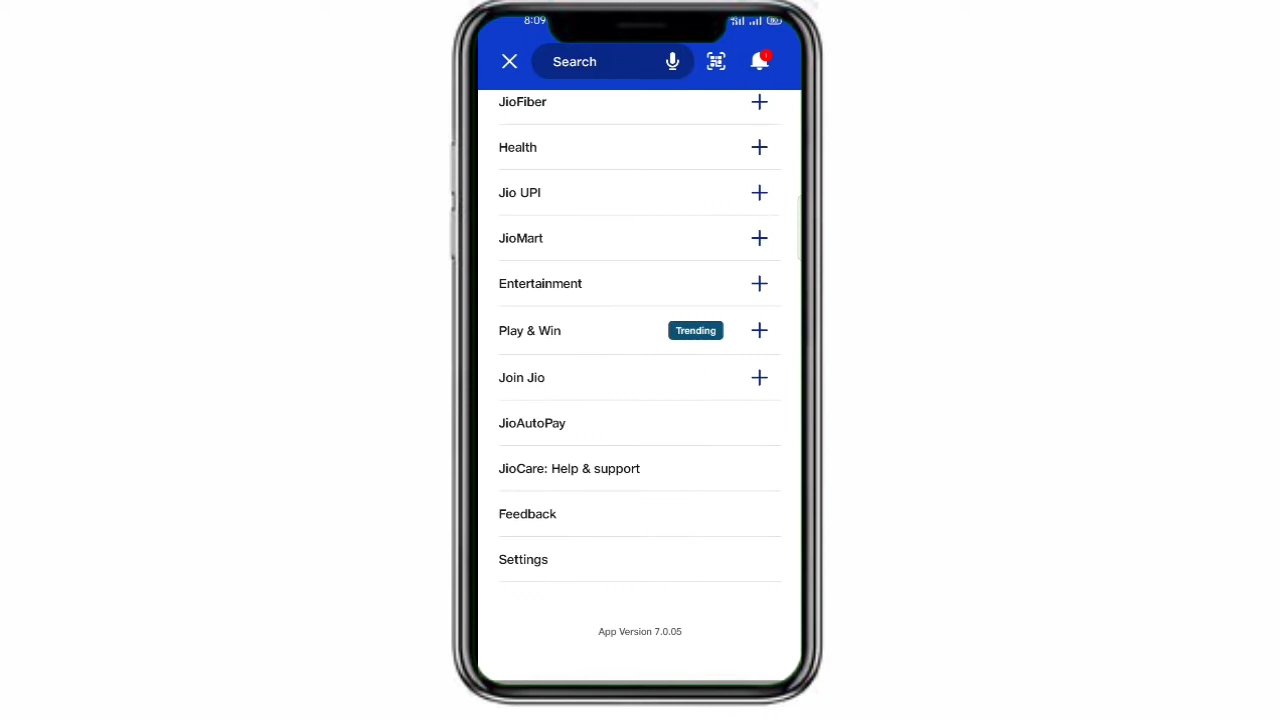 8:09
Search
JioFiber
Health
Jio UPI
JioMart
Entertainment
Play & Win Trending
Join Jio
JioAutoPay
JioCare: Help & support
Feedback
Settings
App Version 7.0.05